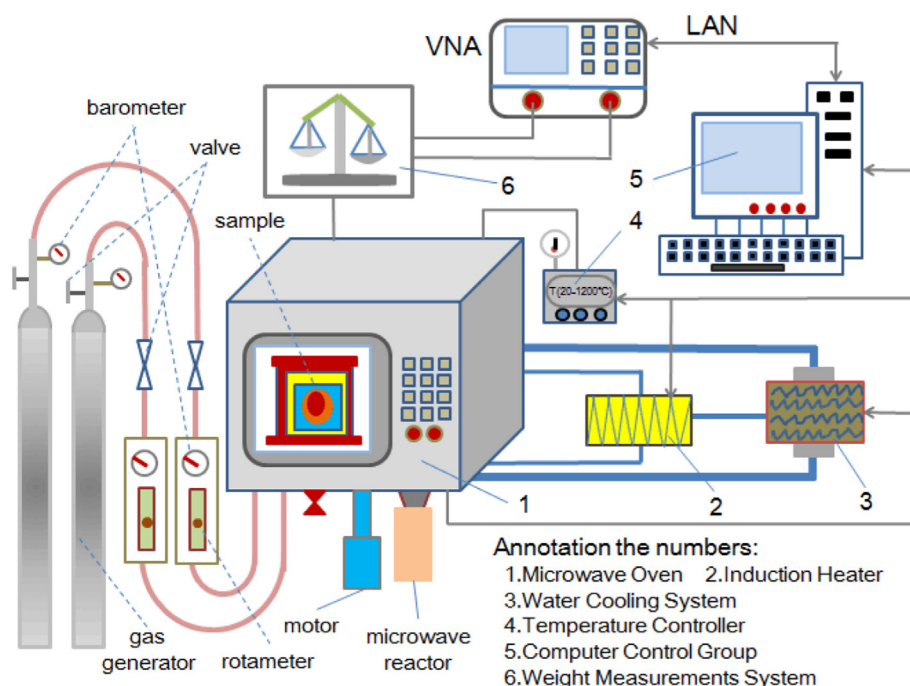 VNA
LAN
barometer
valve
6
5
sample
4
T(20-1200°C)
1
2
3
gas
generator
rotameter
motor
microwave
reactor
Annotation the numbers:
1.Microwave Oven 2.Induction Heater
3.Water Cooling System
4.Temperature Controller
5.Computer Control Group
6.Weight Measurements System